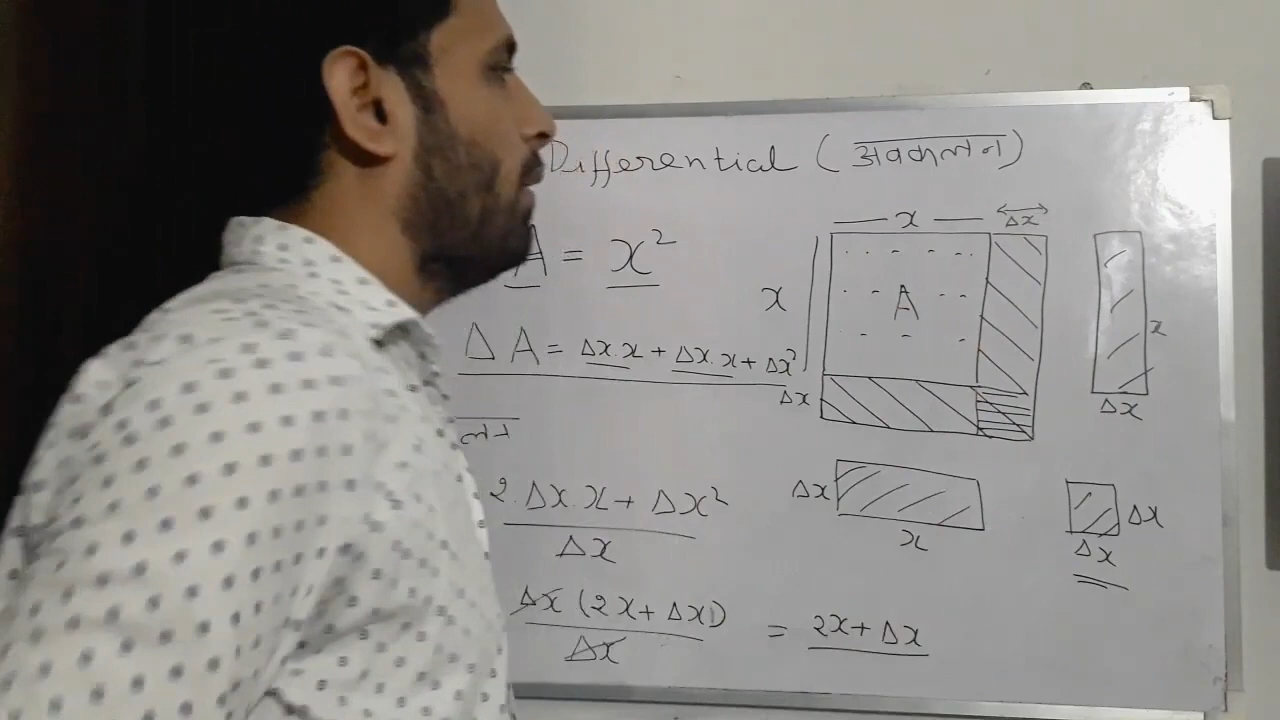 Differential (अवकलन)
x Δx
A = x²
x A x
ΔA = Δx.x + Δx.x + Δx²
Δx Δx
लन
2.Δx.x + Δx² Δx Δx
Δx x Δx
Δx (2x + Δx) = 2x + Δx
Δx